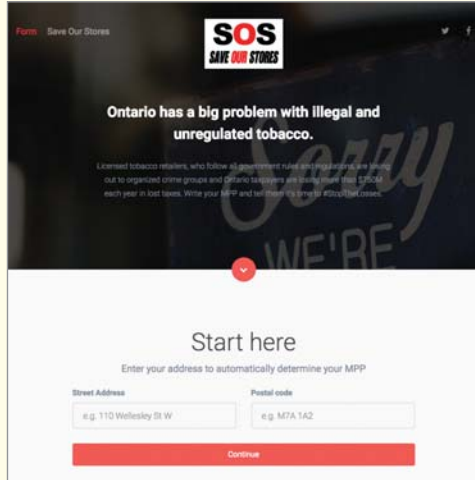 Form Save Our Stores
SOS
SAVE OUR STORES
Ontario has a big problem with illegal and
unregulated tobacco.
Licensed tobacco retailers, who follow all government rules and regulations, are losing
out to organized crime groups and Ontario taxpayers are losing more than $750M
each year in lost taxes. Write your MPP and tell them it's time to #StopTheLosses.
Sorry
WE'RE
Start here
Enter your address to automatically determine your MPP
Street Address Postal code
e.g. 110 Wellesley St W e.g. M7A 1A2
Continue